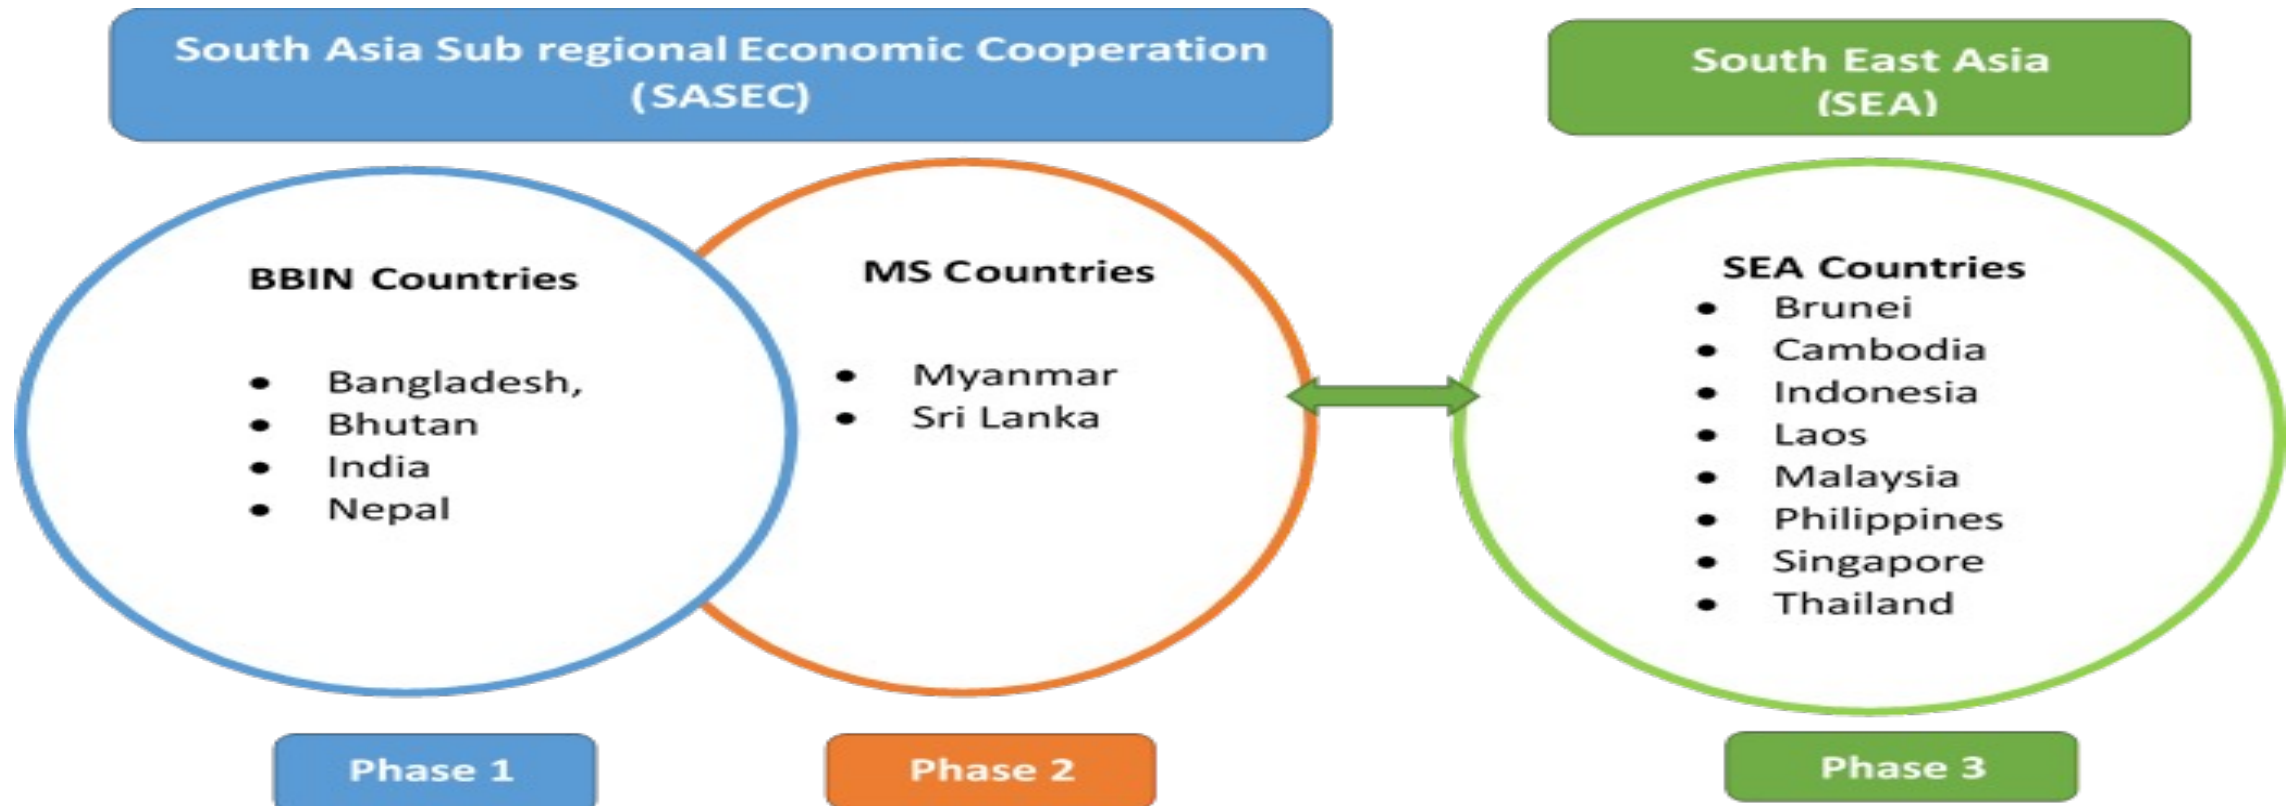 South Asia Sub regional Economic Cooperation
(SASEC)
South East Asia
(SEA)
BBIN Countries
• Bangladesh,
• Bhutan
• India
• Nepal
MS Countries
• Myanmar
• Sri Lanka
SEA Countries
• Brunei
• Cambodia
• Indonesia
• Laos
• Malaysia
• Philippines
• Singapore
• Thailand
Phase 1
Phase 2
Phase 3